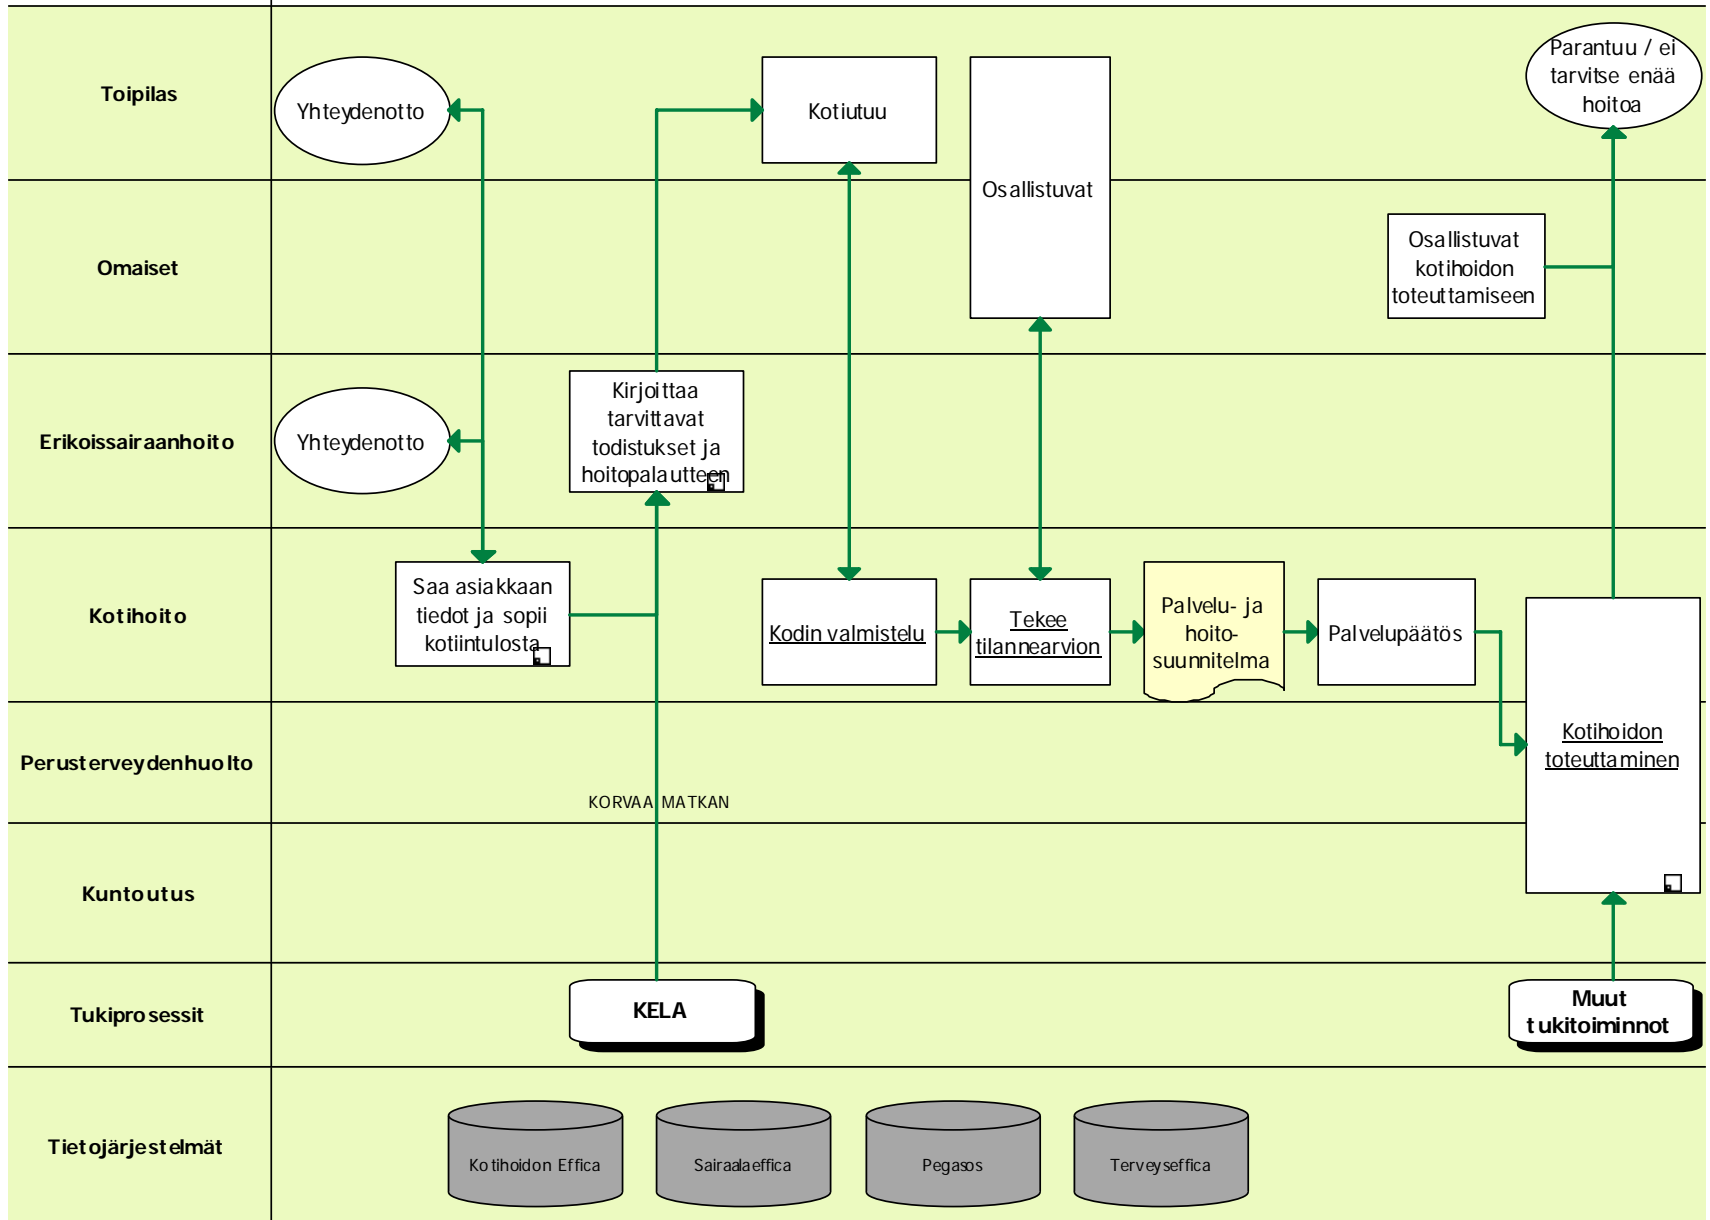 Toipilas
Yhteydenotto
Kotiutuu
Parantuu / ei
tarvitse enää
hoitoa
Osallistuvat
Omaiset
Osallistuvat
kotihoidon
toteuttamiseen
Erikoissairaanhoito
Yhteydenotto
Kirjoittaa
tarvittavat
todistukset ja
hoitopalautteen
Kotihoito
Saa asiakkaan
tiedot ja sopii
kotiintulosta
Kodin valmistelu
Tekee
tilannearvion
Palvelu- ja
hoito-
suunnitelma
Palvelupäätös
Kotihoidon
toteuttaminen
Perusterveydenhuolto
KORVAA MATKAN
Kuntoutus
Tukiprosessit
KELA
Muut
tukitoiminnot
Tietojärjestelmät
Kotihoidon Effica
Sairaalaeffica
Pegasos
Terveyseffica